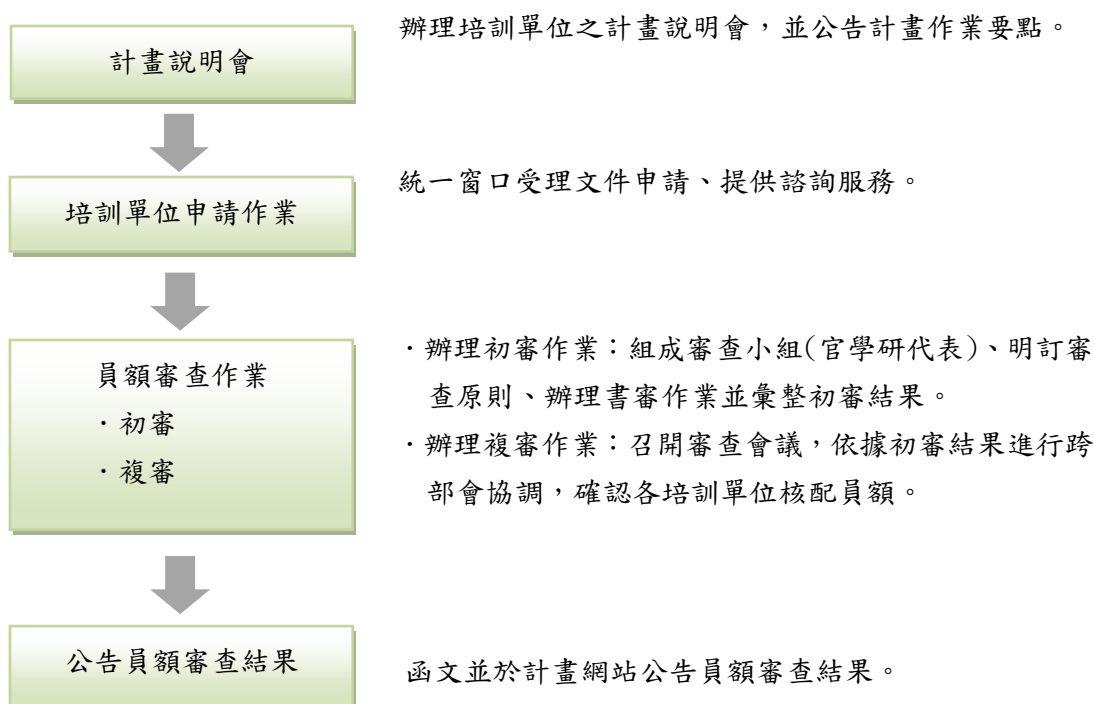 辦理培訓單位之計畫說明會，並公告計畫作業要點。
計畫說明會
統一窗口受理文件申請、提供諮詢服務。
培訓單位申請作業
員額審查作業
·初審
·複審
·辦理初審作業：組成審查小組(官學研代表)、明訂審
查原則、辦理書審作業並彙整初審結果。
·辦理複審作業：召開審查會議，依據初審結果進行跨
部會協調，確認各培訓單位核配員額。
公告員額審查結果
函文並於計畫網站公告員額審查結果。